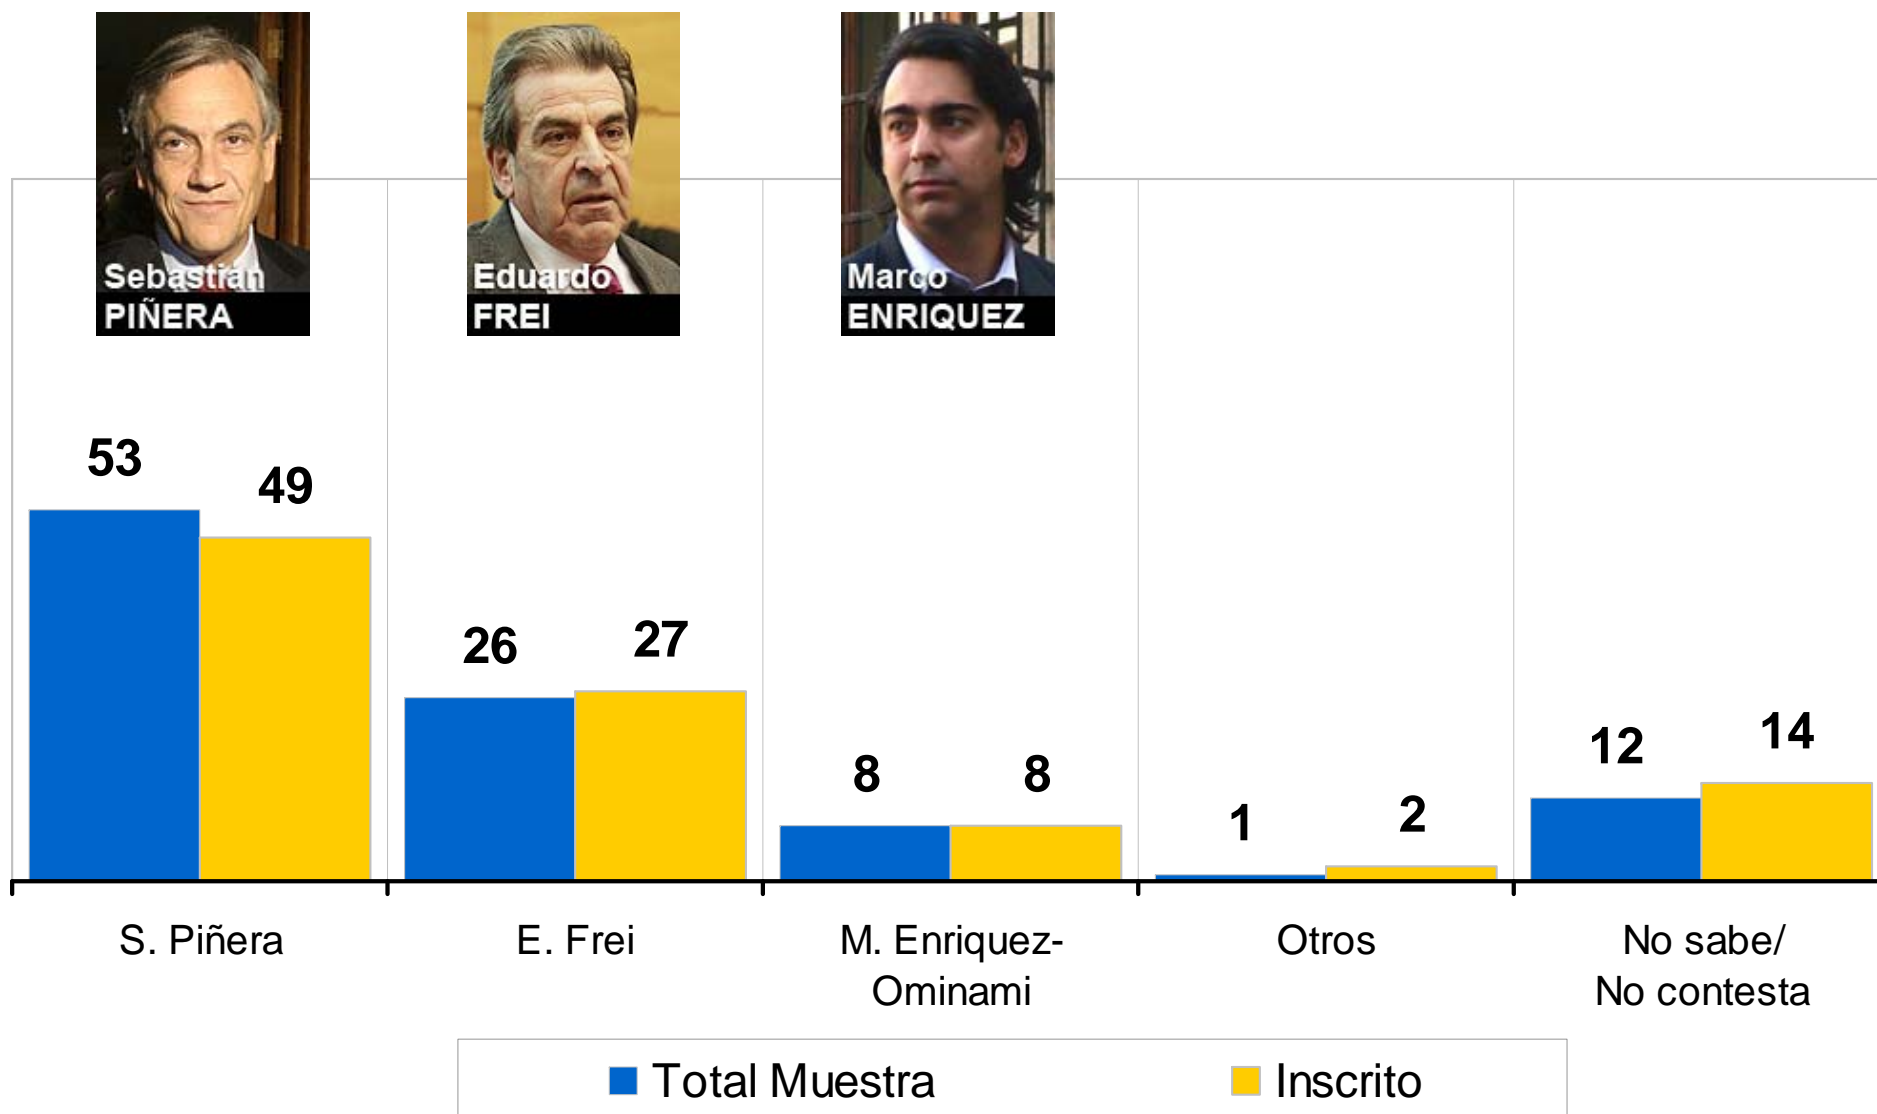 Sebastián
PIÑERA
Eduardo
FREI
Marco
ENRIQUEZ
53
49
26
27
8
8
1
2
12
14
S. Piñera
E. Frei
M. Enriquez-
Ominami
Otros
No sabe/
No contesta
Total Muestra
Inscrito